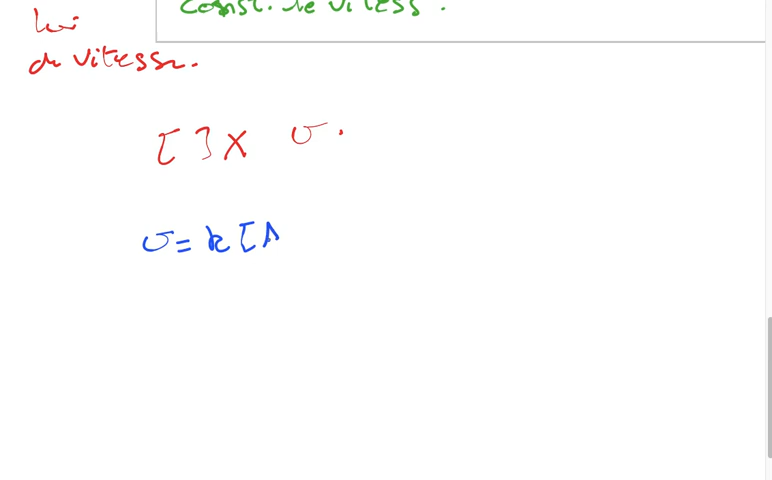 const. de vitess.
loi
de vitesse.
[ ] x v.
v = k [A